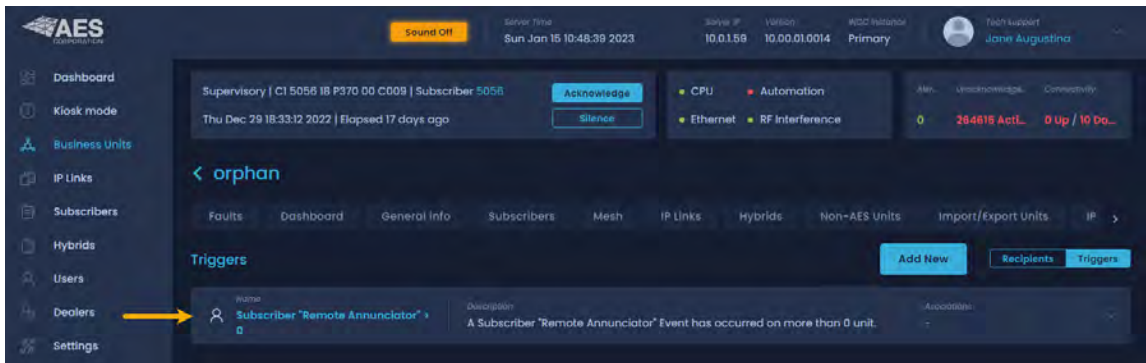 AES
CORPORATION
Sound Off
Server Time
Sun Jan 15 10:48:39 2023
Server IP
10.0.1.59
Version
10.00.01.0014
WGC Instance
Primary
Tech Support
Jane Augustina
Dashboard
Kiosk mode
Business Units
IP Links
Subscribers
Hybrids
Users
Dealers
Settings
Supervisory | C1 5056 18 P370 00 C009 | Subscriber 5056
Thu Dec 29 18:33:12 2022 | Elapsed 17 days ago
Acknowledge
Silence
CPU
Automation
Ethernet
RF Interference
0
264615 Acti...
Connectivity
0 Up / 10 Do...
< orphan
Faults Dashboard General Info Subscribers Mesh IP Links Hybrids Non-AES Units Import/Export Units IP >
Triggers
Add New
Recipients
Triggers
Name
Subscriber "Remote Annunciator" >
0
Description
A Subscriber "Remote Annunciator" Event has occurred on more than 0 unit.
Associations
-